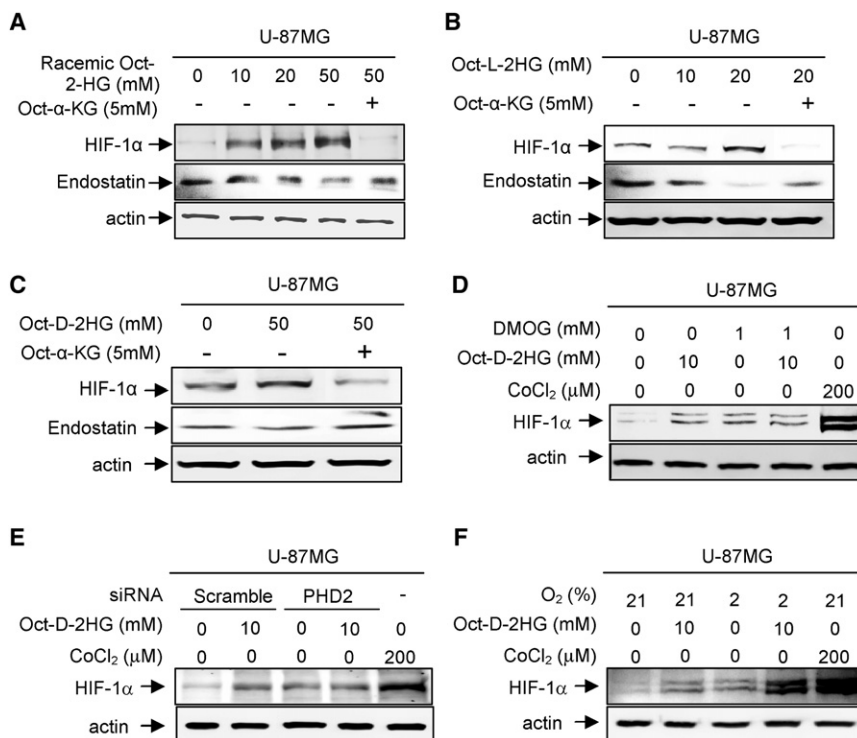 A
U-87MG
Racemic Oct-
2-HG (mM) 0 10 20 50 50
Oct-α-KG (5mM) - - - - +
HIF-1α
Endostatin
actin
B
U-87MG
Oct-L-2HG (mM) 0 10 20 20
Oct-α-KG (5mM) - - - +
HIF-1α
Endostatin
actin
C
U-87MG
Oct-D-2HG (mM) 0 50 50
Oct-α-KG (5mM) - - +
HIF-1α
Endostatin
actin
D
U-87MG
DMOG (mM) 0 0 1 1 0
Oct-D-2HG (mM) 0 10 0 10 0
CoCl₂ (μM) 0 0 0 0 200
HIF-1α
actin
E
U-87MG
siRNA Scramble PHD2 -
Oct-D-2HG (mM) 0 10 0 10 0
CoCl₂ (μM) 0 0 0 0 200
HIF-1α
actin
F
U-87MG
O₂ (%) 21 21 2 2 21
Oct-D-2HG (mM) 0 10 0 10 0
CoCl₂ (μM) 0 0 0 0 200
HIF-1α
actin